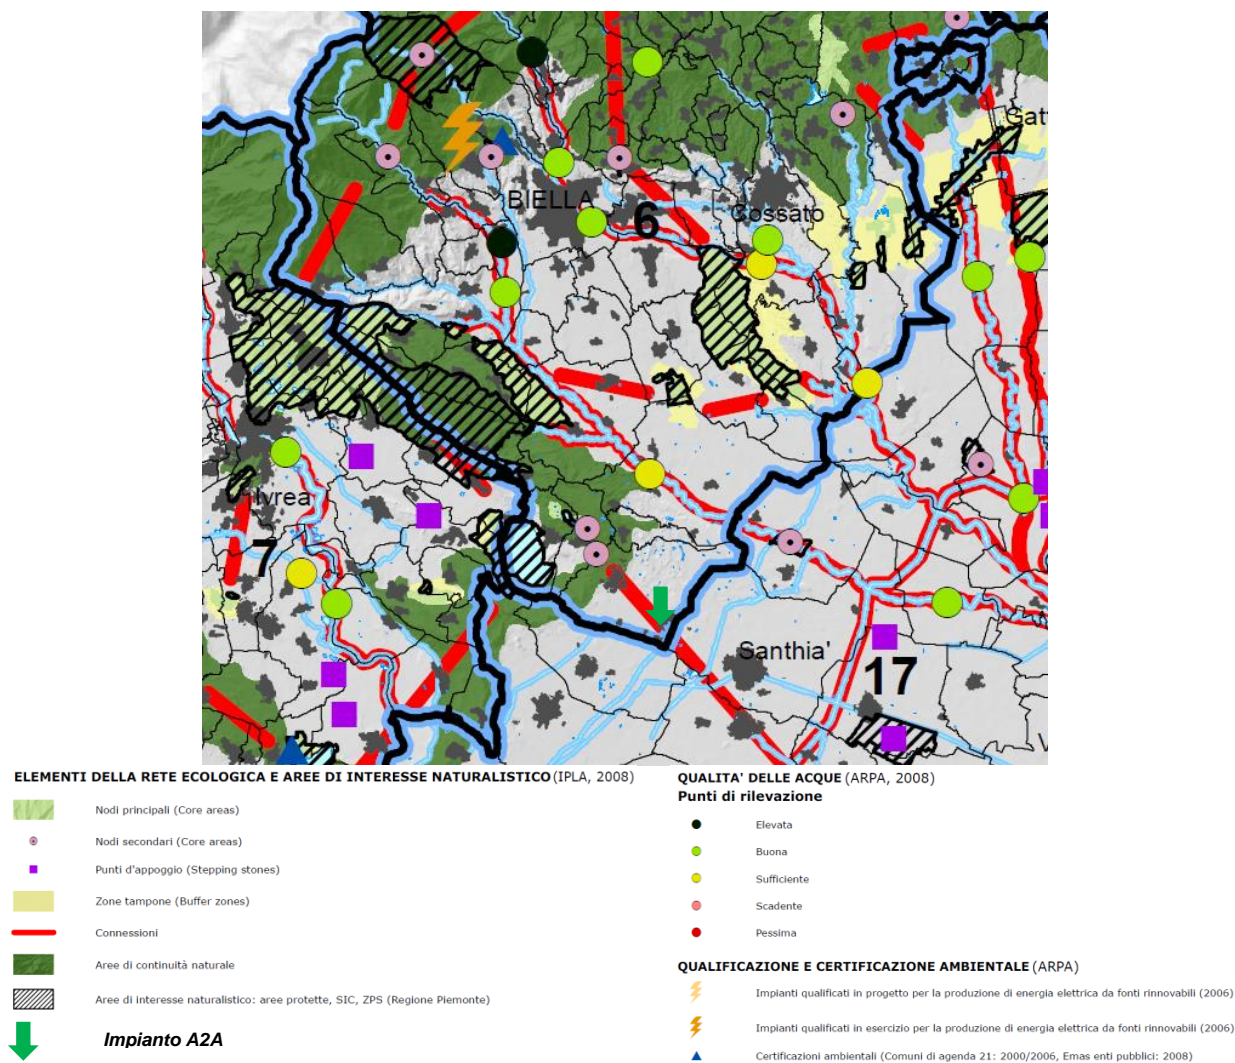 Gatt
BIELLA
6
Cossato
Ivrea
7
Santhia'
17
V
ELEMENTI DELLA RETE ECOLOGICA E AREE DI INTERESSE NATURALISTICO (IPLA, 2008)
Nodi principali (Core areas)
Nodi secondari (Core areas)
Punti d'appoggio (Stepping stones)
Zone tampone (Buffer zones)
Connessioni
Aree di continuità naturale
Aree di interesse naturalistico: aree protette, SIC, ZPS (Regione Piemonte)
Impianto A2A
QUALITA' DELLE ACQUE (ARPA, 2008)
Punti di rilevazione
Elevata
Buona
Sufficiente
Scadente
Pessima
QUALIFICAZIONE E CERTIFICAZIONE AMBIENTALE (ARPA)
Impianti qualificati in progetto per la produzione di energia elettrica da fonti rinnovabili (2006)
Impianti qualificati in esercizio per la produzione di energia elettrica da fonti rinnovabili (2006)
Certificazioni ambientali (Comuni di agenda 21: 2000/2006, Emas enti pubblici: 2008)